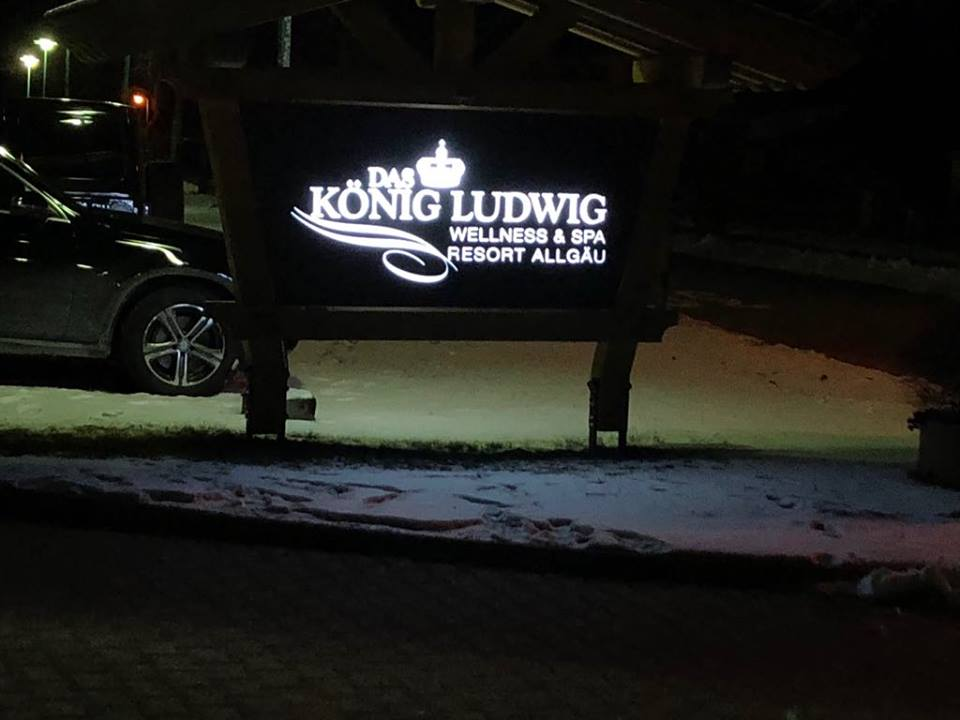 DAS
KÖNIG LUDWIG
WELLNESS & SPA
RESORT ALLGÄU